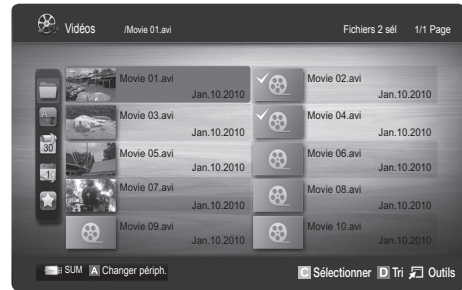 Vidéos /Movie 01.avi Fichiers 2 sél 1/1 Page
Movie 01.avi Movie 02.avi
Jan.10.2010 Jan.10.2010
Movie 03.avi Movie 04.avi
Jan.10.2010 Jan.10.2010
Movie 05.avi Movie 06.avi
Jan.10.2010 Jan.10.2010
Movie 07.avi Movie 08.avi
Jan.10.2010 Jan.10.2010
Movie 09.avi Movie 10.avi
Jan.10.2010 Jan.10.2010
SUM A Changer périph. C Sélectionner D Tri Outils